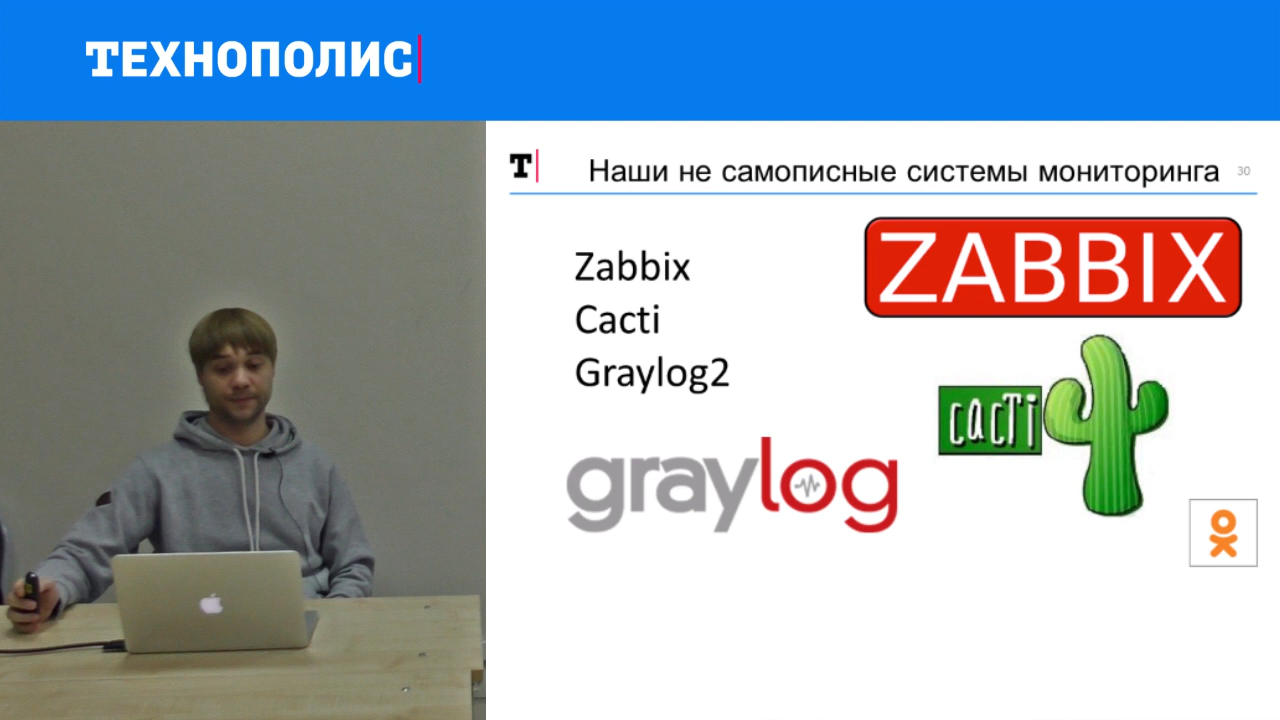 ТЕХНОПОЛИС
Т
Наши не самописные системы мониторинга
30
Zabbix
Cacti
Graylog2
ZABBIX
cacti
graylog